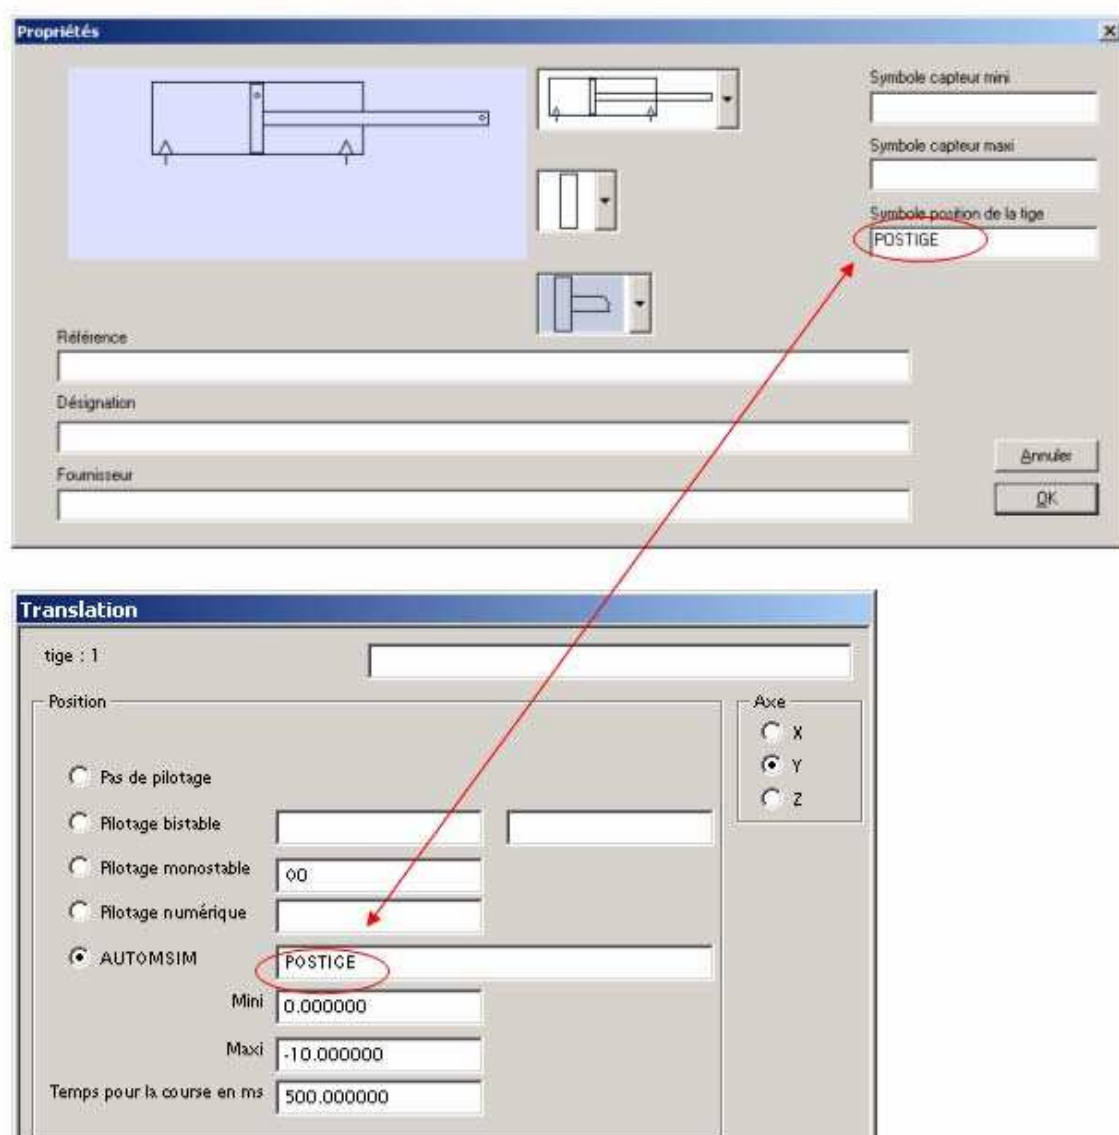 Propriétés
Symbole capteur mini
Symbole capteur maxi
Symbole position de la tige
POSTIGE
Référence
Désignation
Fournisseur
Annuler
OK
Translation
tige : 1
Position
Axe
X
Pas de pilotage
Y
Z
Pilotage bistable
Pilotage monostable
o0
Pilotage numérique
AUTOMSIM
POSTIGE
Mini
0.000000
Maxi
-10.000000
Temps pour la course en ms
500.000000